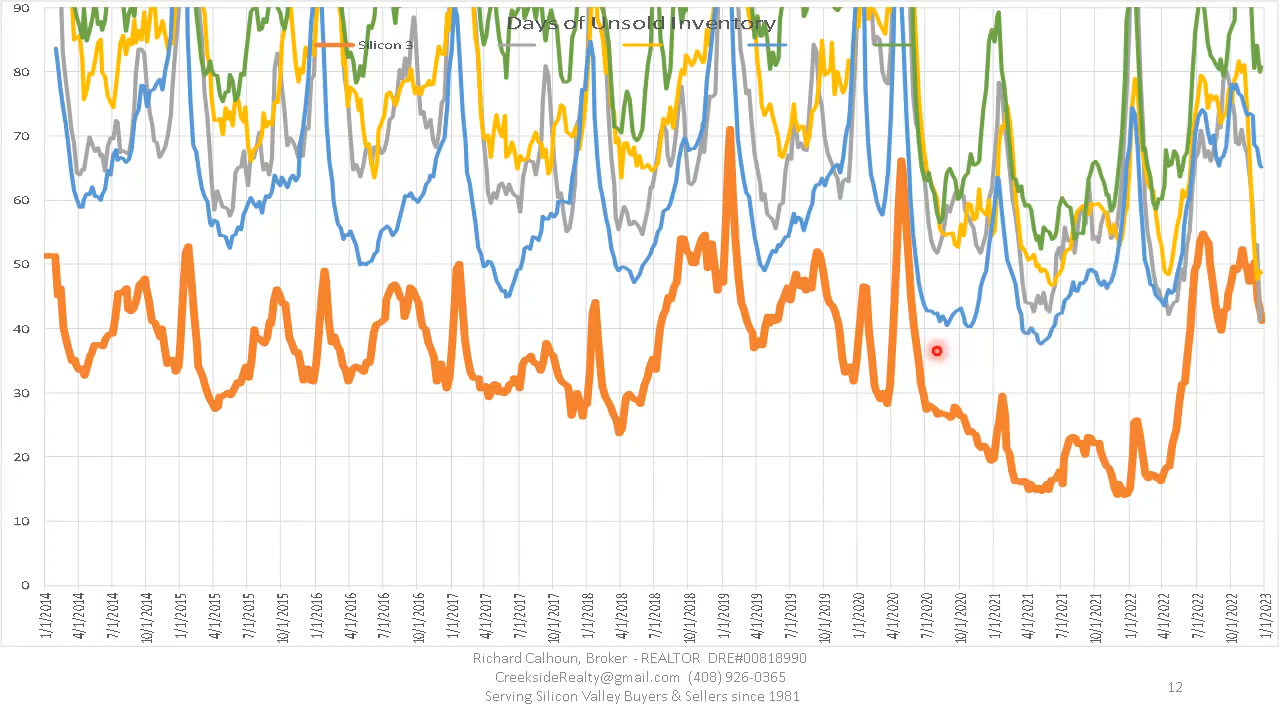 90
Days of Unsold Inventory
Silicon 3
80
70
60
50
40
30
20
10
0
1/1/2014 4/1/2014 7/1/2014 10/1/2014 1/1/2015 4/1/2015 7/1/2015 10/1/2015 1/1/2016 4/1/2016 7/1/2016 10/1/2016 1/1/2017 4/1/2017 7/1/2017 10/1/2017 1/1/2018 4/1/2018 7/1/2018 10/1/2018 1/1/2019 4/1/2019 7/1/2019 10/1/2019 1/1/2020 4/1/2020 7/1/2020 10/1/2020 1/1/2021 4/1/2021 7/1/2021 10/1/2021 1/1/2022 4/1/2022 7/1/2022 10/1/2022 1/1/2023
Richard Calhoun, Broker - REALTOR DRE#00818990
CreeksideRealty@gmail.com (408) 926-0365
Serving Silicon Valley Buyers & Sellers since 1981
12